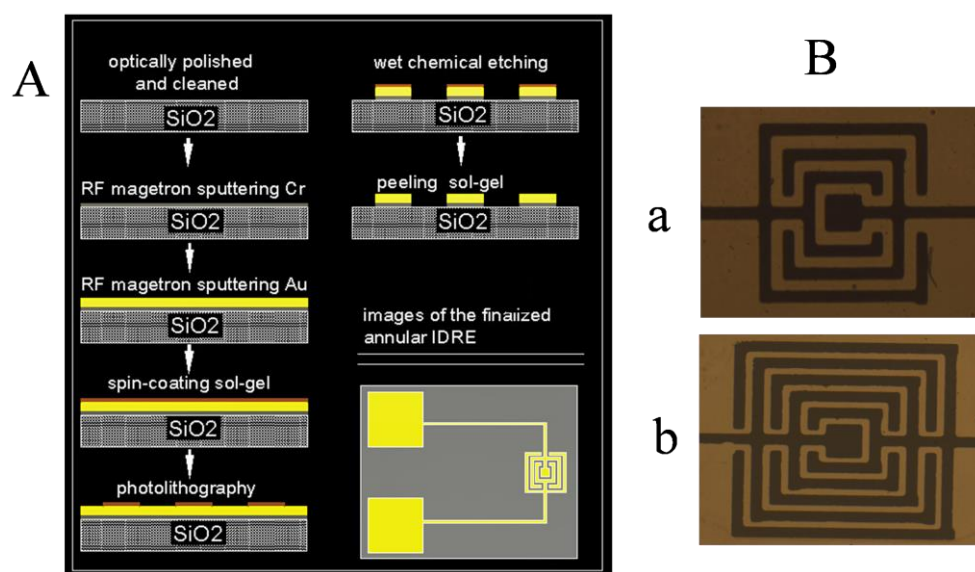 A
optically polished
and cleaned
SiO2
RF magetron sputtering Cr
SiO2
RF magetron sputtering Au
SiO2
spin-coating sol-gel
SiO2
photolithography
SiO2
wet chemical etching
SiO2
peeling sol-gel
SiO2
images of the finalized
annular IDRE
B
a
b